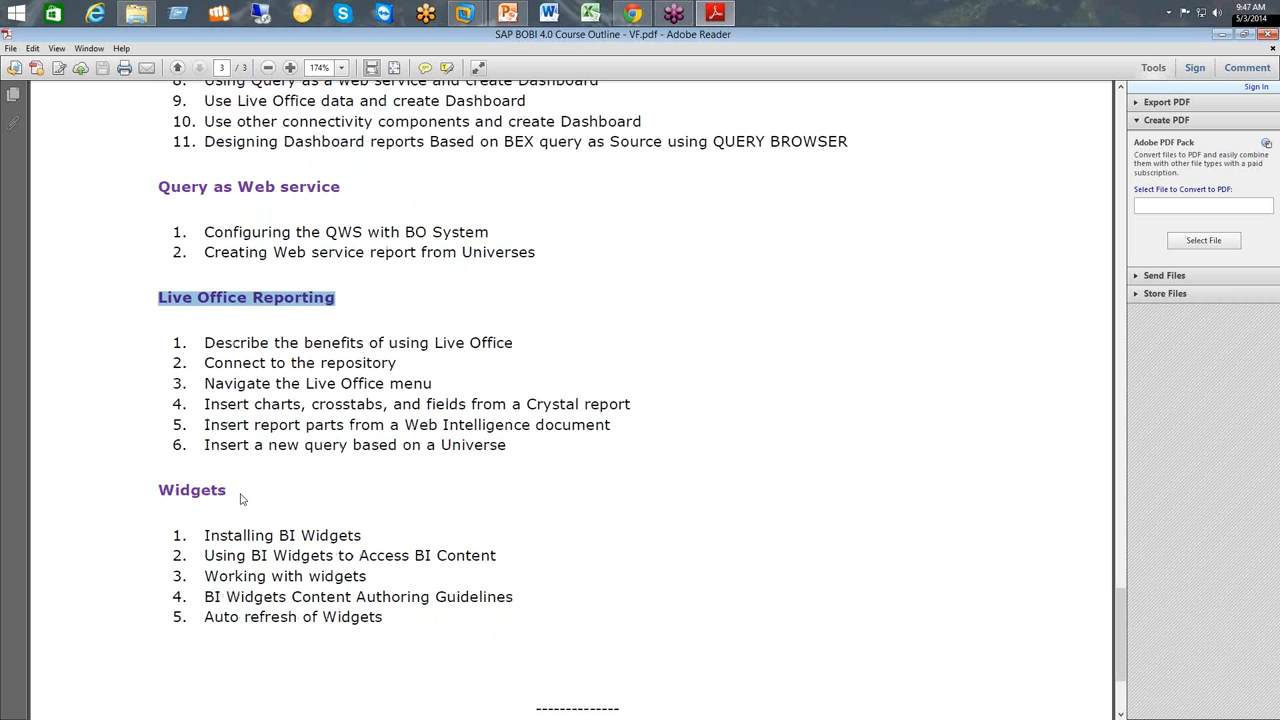 9:47 AM
5/3/2014
SAP BOBI 4.0 Course Outline - VF.pdf - Adobe Reader
File Edit View Window Help
3 / 3 174% Tools Sign Comment
8. Using Query as a web service and create Dashboard
9. Use Live Office data and create Dashboard
10. Use other connectivity components and create Dashboard
11. Designing Dashboard reports Based on BEX query as Source using QUERY BROWSER
Query as Web service
1. Configuring the QWS with BO System
2. Creating Web service report from Universes
Live Office Reporting
1. Describe the benefits of using Live Office
2. Connect to the repository
3. Navigate the Live Office menu
4. Insert charts, crosstabs, and fields from a Crystal report
5. Insert report parts from a Web Intelligence document
6. Insert a new query based on a Universe
Widgets
1. Installing BI Widgets
2. Using BI Widgets to Access BI Content
3. Working with widgets
4. BI Widgets Content Authoring Guidelines
5. Auto refresh of Widgets
--------------
Sign In
Export PDF
Create PDF
Adobe PDF Pack
Convert files to PDF and easily combine
them with other file types with a paid
subscription.
Select File to Convert to PDF:
Select File
Send Files
Store Files